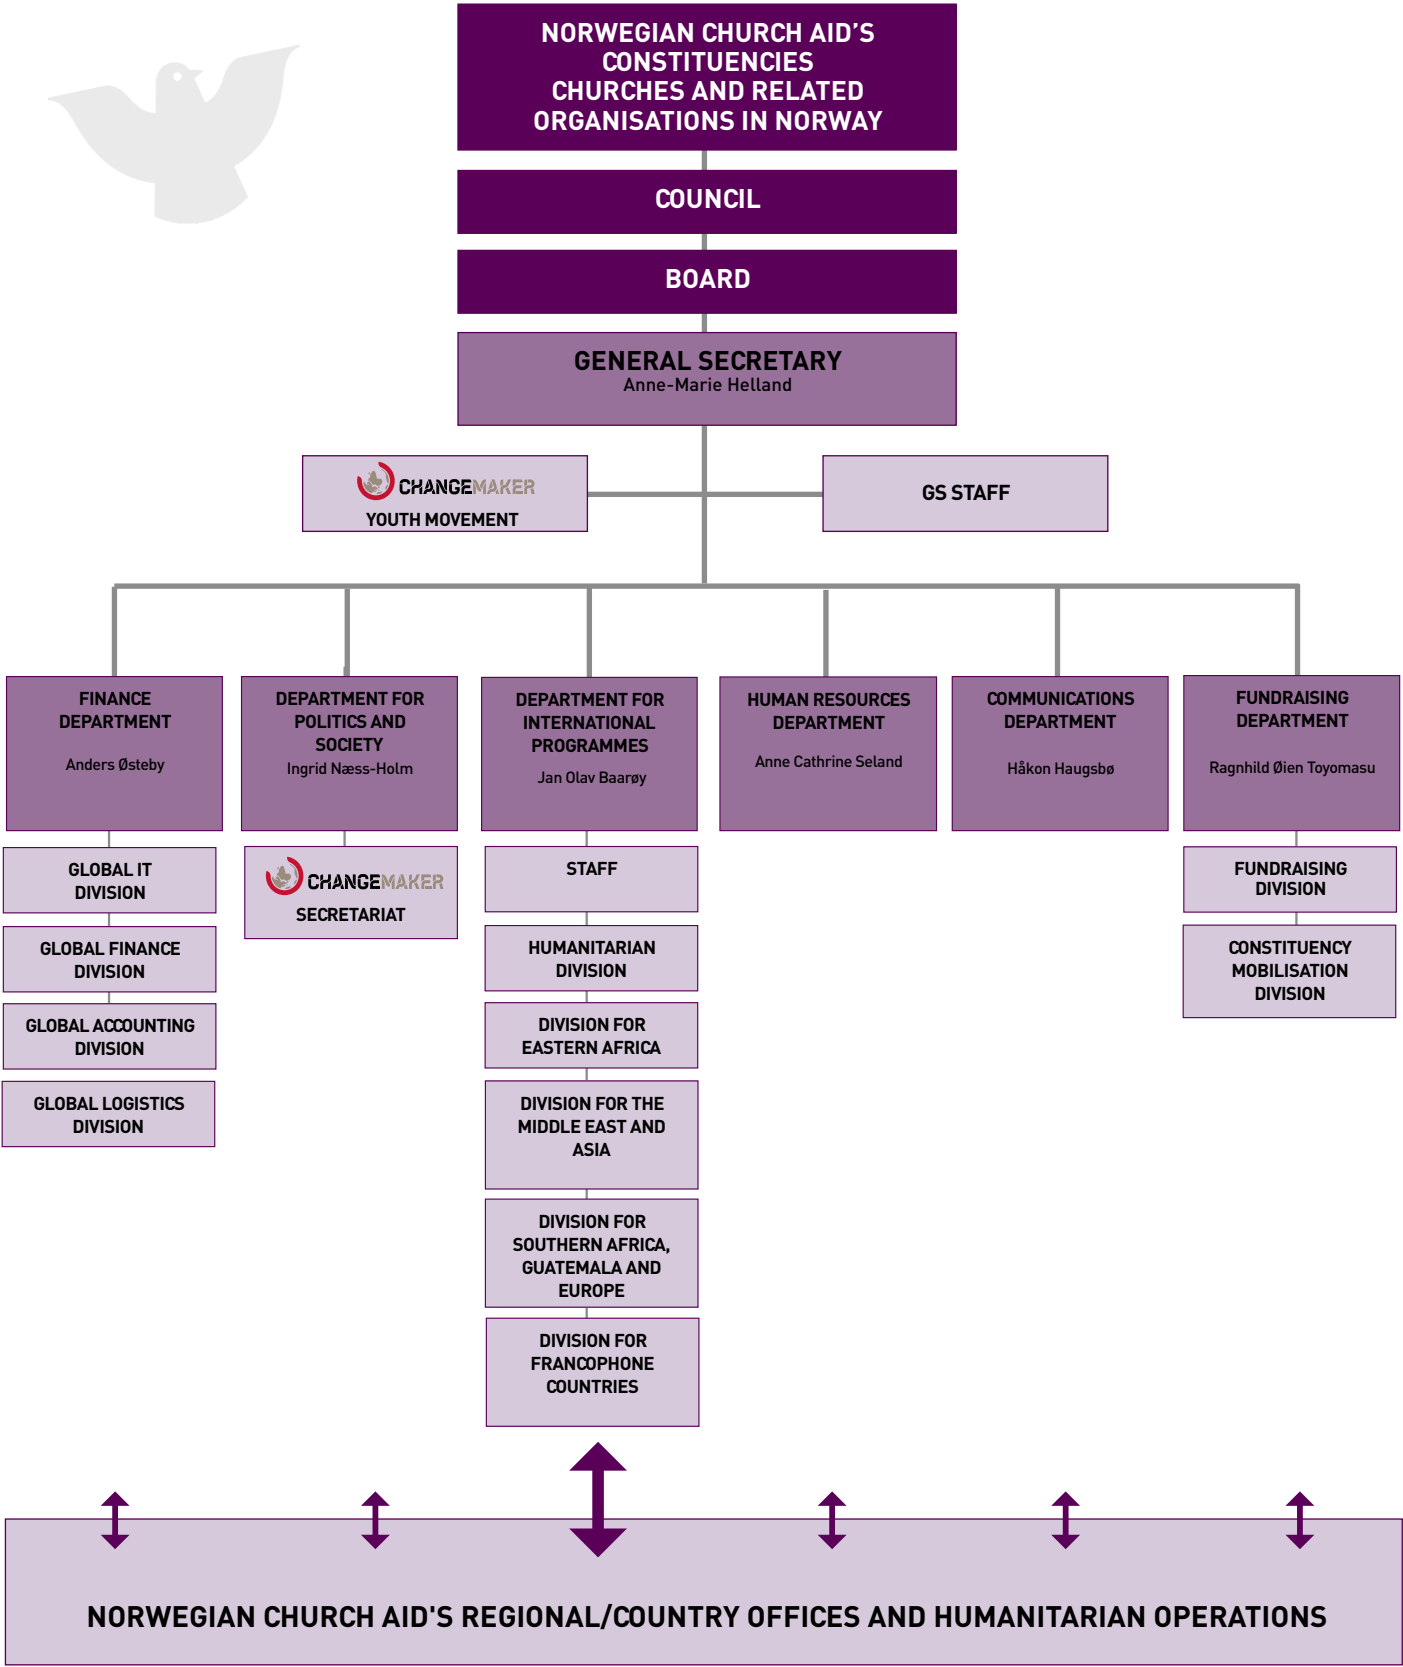 NORWEGIAN CHURCH AID’S
CONSTITUENCIES
CHURCHES AND RELATED
ORGANISATIONS IN NORWAY
COUNCIL
BOARD
GENERAL SECRETARY
Anne-Marie Helland
CHANGEMAKER
YOUTH MOVEMENT
GS STAFF
FINANCE
DEPARTMENT
Anders Østeby
DEPARTMENT FOR
POLITICS AND
SOCIETY
Ingrid Næss-Holm
DEPARTMENT FOR
INTERNATIONAL
PROGRAMMES
Jan Olav Baarøy
HUMAN RESOURCES
DEPARTMENT
Anne Cathrine Seland
COMMUNICATIONS
DEPARTMENT
Håkon Haugsbø
FUNDRAISING
DEPARTMENT
Ragnhild Øien Toyomasu
GLOBAL IT
DIVISION
GLOBAL FINANCE
DIVISION
GLOBAL ACCOUNTING
DIVISION
GLOBAL LOGISTICS
DIVISION
CHANGEMAKER
SECRETARIAT
STAFF
HUMANITARIAN
DIVISION
DIVISION FOR
EASTERN AFRICA
DIVISION FOR THE
MIDDLE EAST AND
ASIA
DIVISION FOR
SOUTHERN AFRICA,
GUATEMALA AND
EUROPE
DIVISION FOR
FRANCOPHONE
COUNTRIES
FUNDRAISING
DIVISION
CONSTITUENCY
MOBILISATION
DIVISION
NORWEGIAN CHURCH AID'S REGIONAL/COUNTRY OFFICES AND HUMANITARIAN OPERATIONS